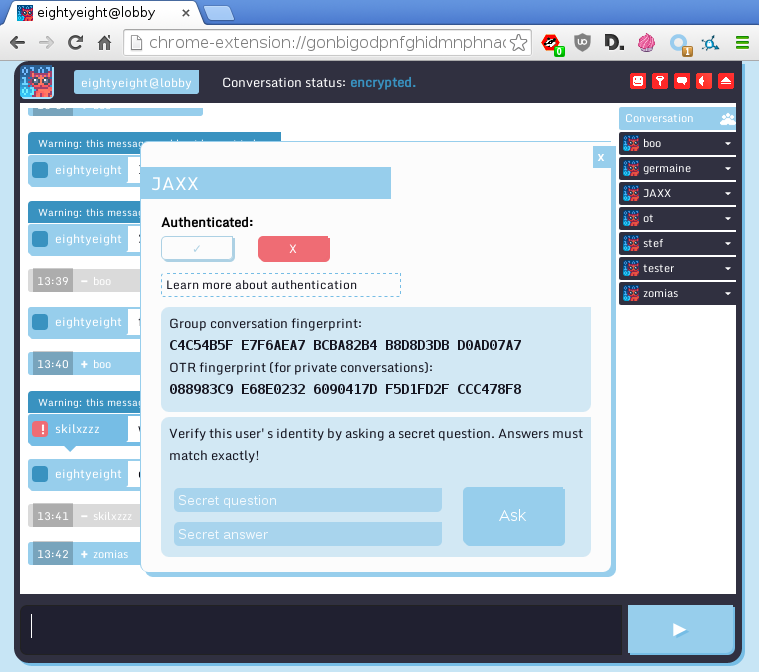 eightyeight@lobby
chrome-extension://gonbigodpnfghidmnphnac
0
UD
D.
1
eightyeight@lobby
Conversation status: encrypted.
Warning: this messag
eightyeight
eightyeight
13:39 − boo
eightyeight
13:40 + boo
Warning: this messag
! skilxzzz
eightyeight
13:41 − skilxzzz
13:42 + zomias
x
JAXX
Authenticated:
✓ X
Learn more about authentication
Group conversation fingerprint:
C4C54B5F E7F6AEA7 BCBA82B4 B8D8D3DB D0AD07A7
OTR fingerprint (for private conversations):
088983C9 E68E0232 6090417D F5D1FD2F CCC478F8
Verify this user's identity by asking a secret question. Answers must
match exactly!
Secret question
Secret answer
Ask
Conversation
boo
germaine
JAXX
ot
stef
tester
zomias